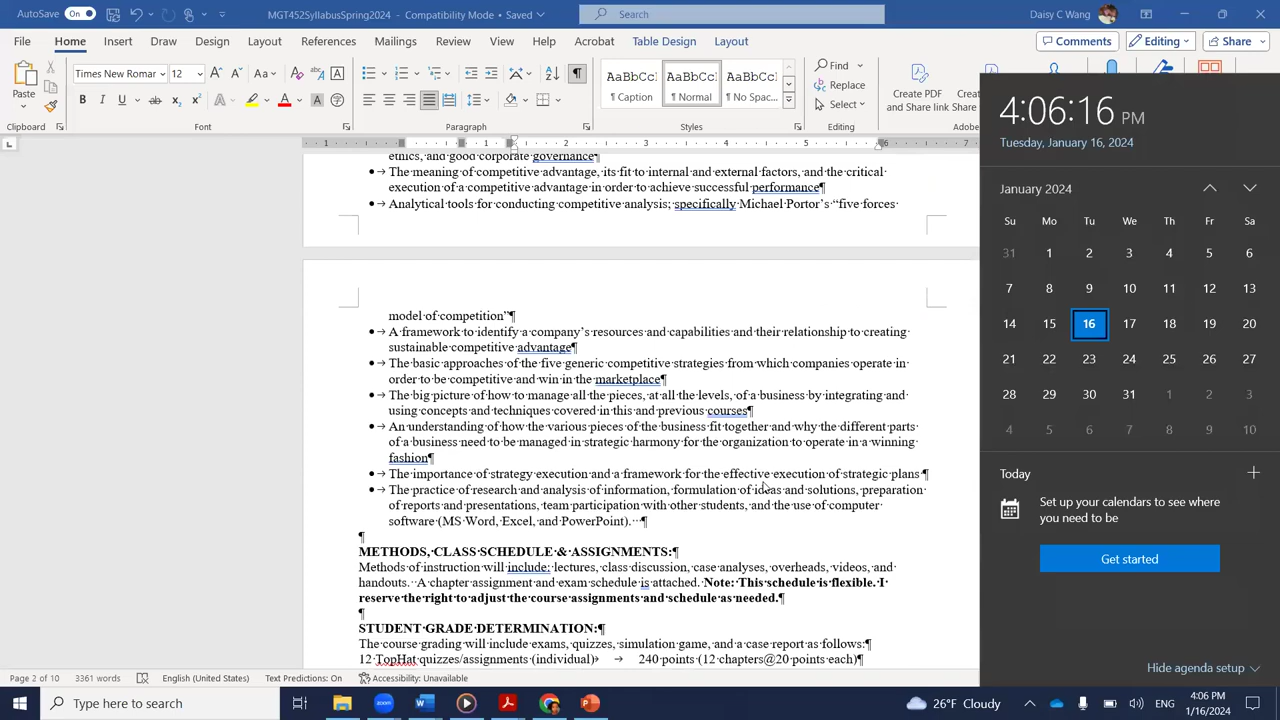 AutoSave On MGT452SyllabusSpring2024 - Compatibility Mode • Saved Search Daisy C Wang
File Home Insert Draw Design Layout References Mailings Review View Help Acrobat Table Design Layout Comments Editing Share
Paste Times New Roman 12 AaBbCcl AaBbCcl AaBbCc Find Replace Select Create PDF and Share link
Caption Normal No Spac...
Clipboard Font Paragraph Styles Editing
ethics, and good corporate governance¶
The meaning of competitive advantage, its fit to internal and external factors, and the critical
execution of a competitive advantage in order to achieve successful performance¶
Analytical tools for conducting competitive analysis; specifically Michael Portor's “five forces
model of competition”¶
A framework to identify a company's resources and capabilities and their relationship to creating
sustainable competitive advantage¶
The basic approaches of the five generic competitive strategies from which companies operate in
order to be competitive and win in the marketplace¶
The big picture of how to manage all the pieces, at all the levels, of a business by integrating and
using concepts and techniques covered in this and previous courses¶
An understanding of how the various pieces of the business fit together and why the different parts
of a business need to be managed in strategic harmony for the organization to operate in a winning
fashion¶
The importance of strategy execution and a framework for the effective execution of strategic plans ¶
The practice of research and analysis of information, formulation of ideas and solutions, preparation
of reports and presentations, team participation with other students, and the use of computer
software (MS Word, Excel, and PowerPoint). ¶
¶
METHODS, CLASS SCHEDULE & ASSIGNMENTS:¶
Methods of instruction will include: lectures, class discussion, case analyses, overheads, videos, and
handouts. A chapter assignment and exam schedule is attached. Note: This schedule is flexible. I
reserve the right to adjust the course assignments and schedule as needed.¶
¶
STUDENT GRADE DETERMINATION:¶
The course grading will include exams, quizzes, simulation game, and a case report as follows:¶
12 TopHat quizzes/assignments (individual) → 240 points (12 chapters@20 points each)¶
4:06:16 PM
Tuesday, January 16, 2024
January 2024
Su Mo Tu We Th Fr Sa
31 1 2 3 4 5 6
7 8 9 10 11 12 13
14 15 16 17 18 19 20
21 22 23 24 25 26 27
28 29 30 31 1 2 3
4 5 6 7 8 9 10
Today
Set up your calendars to see where
you need to be
Get started
Hide agenda setup
Page 2 of 10 3361 words English (United States) Text Predictions: On Accessibility: Unavailable
Type here to search 26°F Cloudy ENG 4:06 PM
1/16/2024